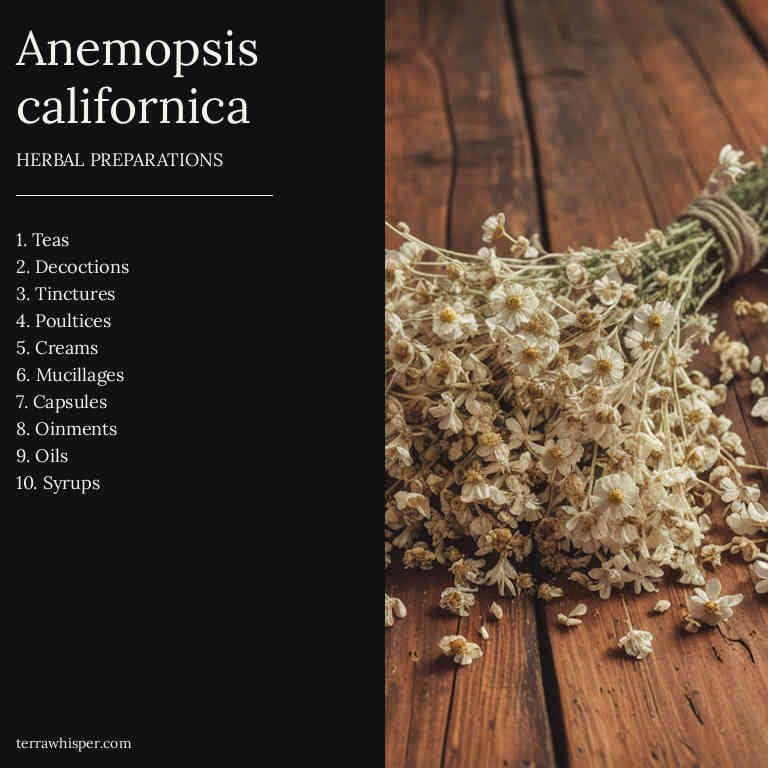 Anemopsis
californica
HERBAL PREPARATIONS
1. Teas
2. Decoctions
3. Tinctures
4. Poultices
5. Creams
6. Mucillages
7. Capsules
8. Oinments
9. Oils
10. Syrups
terrawhisper.com